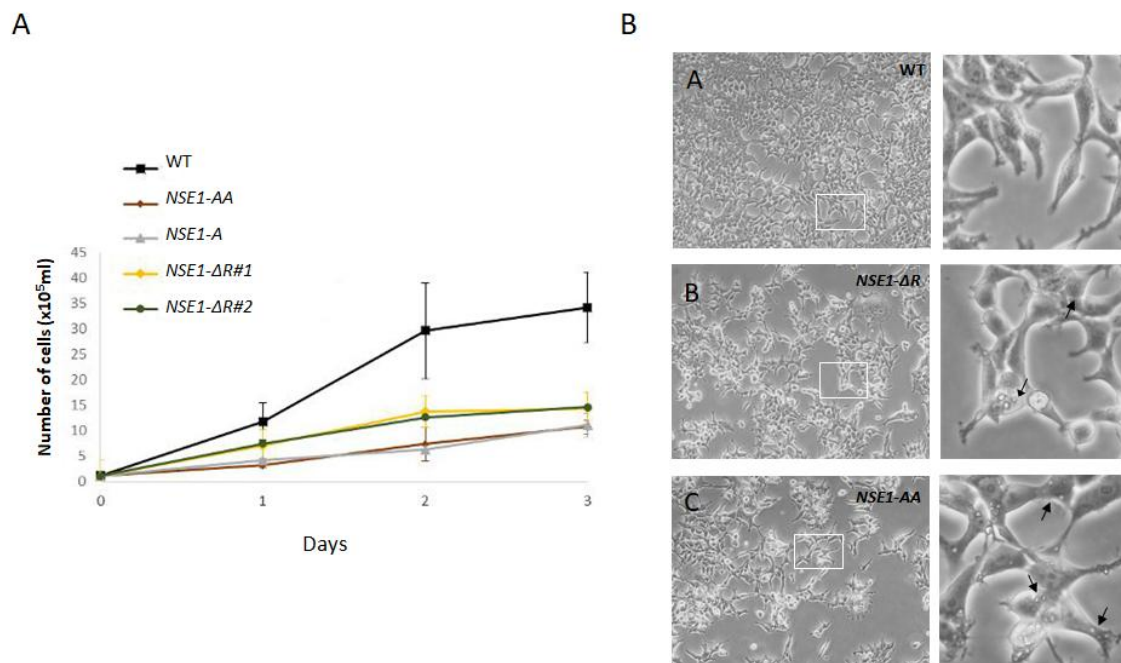 A
B
WT
NSE1-AA
NSE1-A
NSE1-ΔR#1
NSE1-ΔR#2
Number of cells (x10⁵ml)
45
40
35
30
25
20
15
10
5
0
0 1 2 3
Days
A WT
B NSE1-ΔR
C NSE1-AA